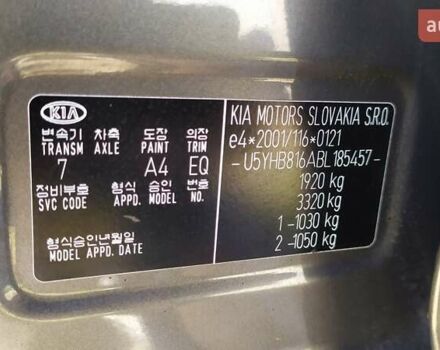 KIA
변속기 차축 도장 의장
TRANSM AXLE PAINT TRIM
7 A4 EQ
정비부호 형식 승인 번호
SVC CODE APPD. MODEL NO.
형식승인년월일
MODEL APPD. DATE
KIA MOTORS SLOVAKIA S.R.O.
e4*2001/116*0121
-U5YHB816ABL185457-
1920 kg
3320 kg
1 -1030 kg
2 -1050 kg